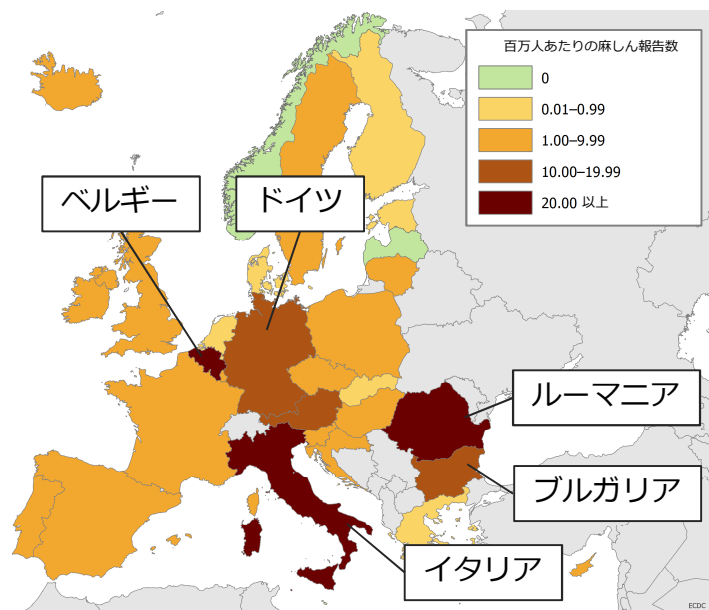 百万人あたりの麻しん報告数
0
0.01–0.99
1.00–9.99
10.00–19.99
20.00 以上
ベルギー
ドイツ
ルーマニア
ブルガリア
イタリア
ECDC